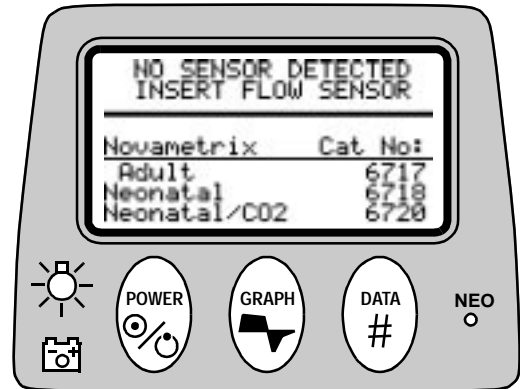 NO SENSOR DETECTED
INSERT FLOW SENSOR
Novametrix Cat No:
Adult 6717
Neonatal 6718
Neonatal/CO2 6720
POWER GRAPH DATA NEO
#